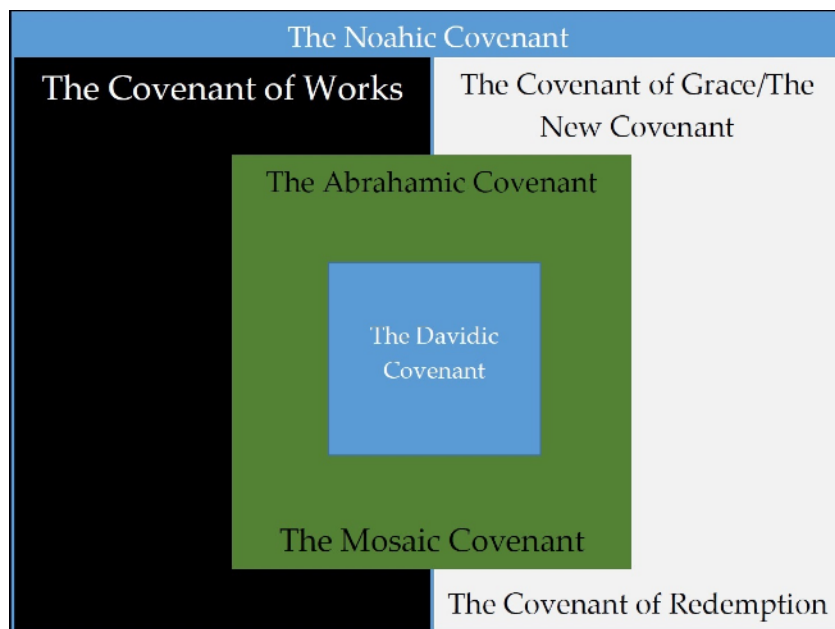 The Noahic Covenant
The Covenant of Works
The Covenant of Grace/The
New Covenant
The Abrahamic Covenant
The Davidic
Covenant
The Mosaic Covenant
The Covenant of Redemption